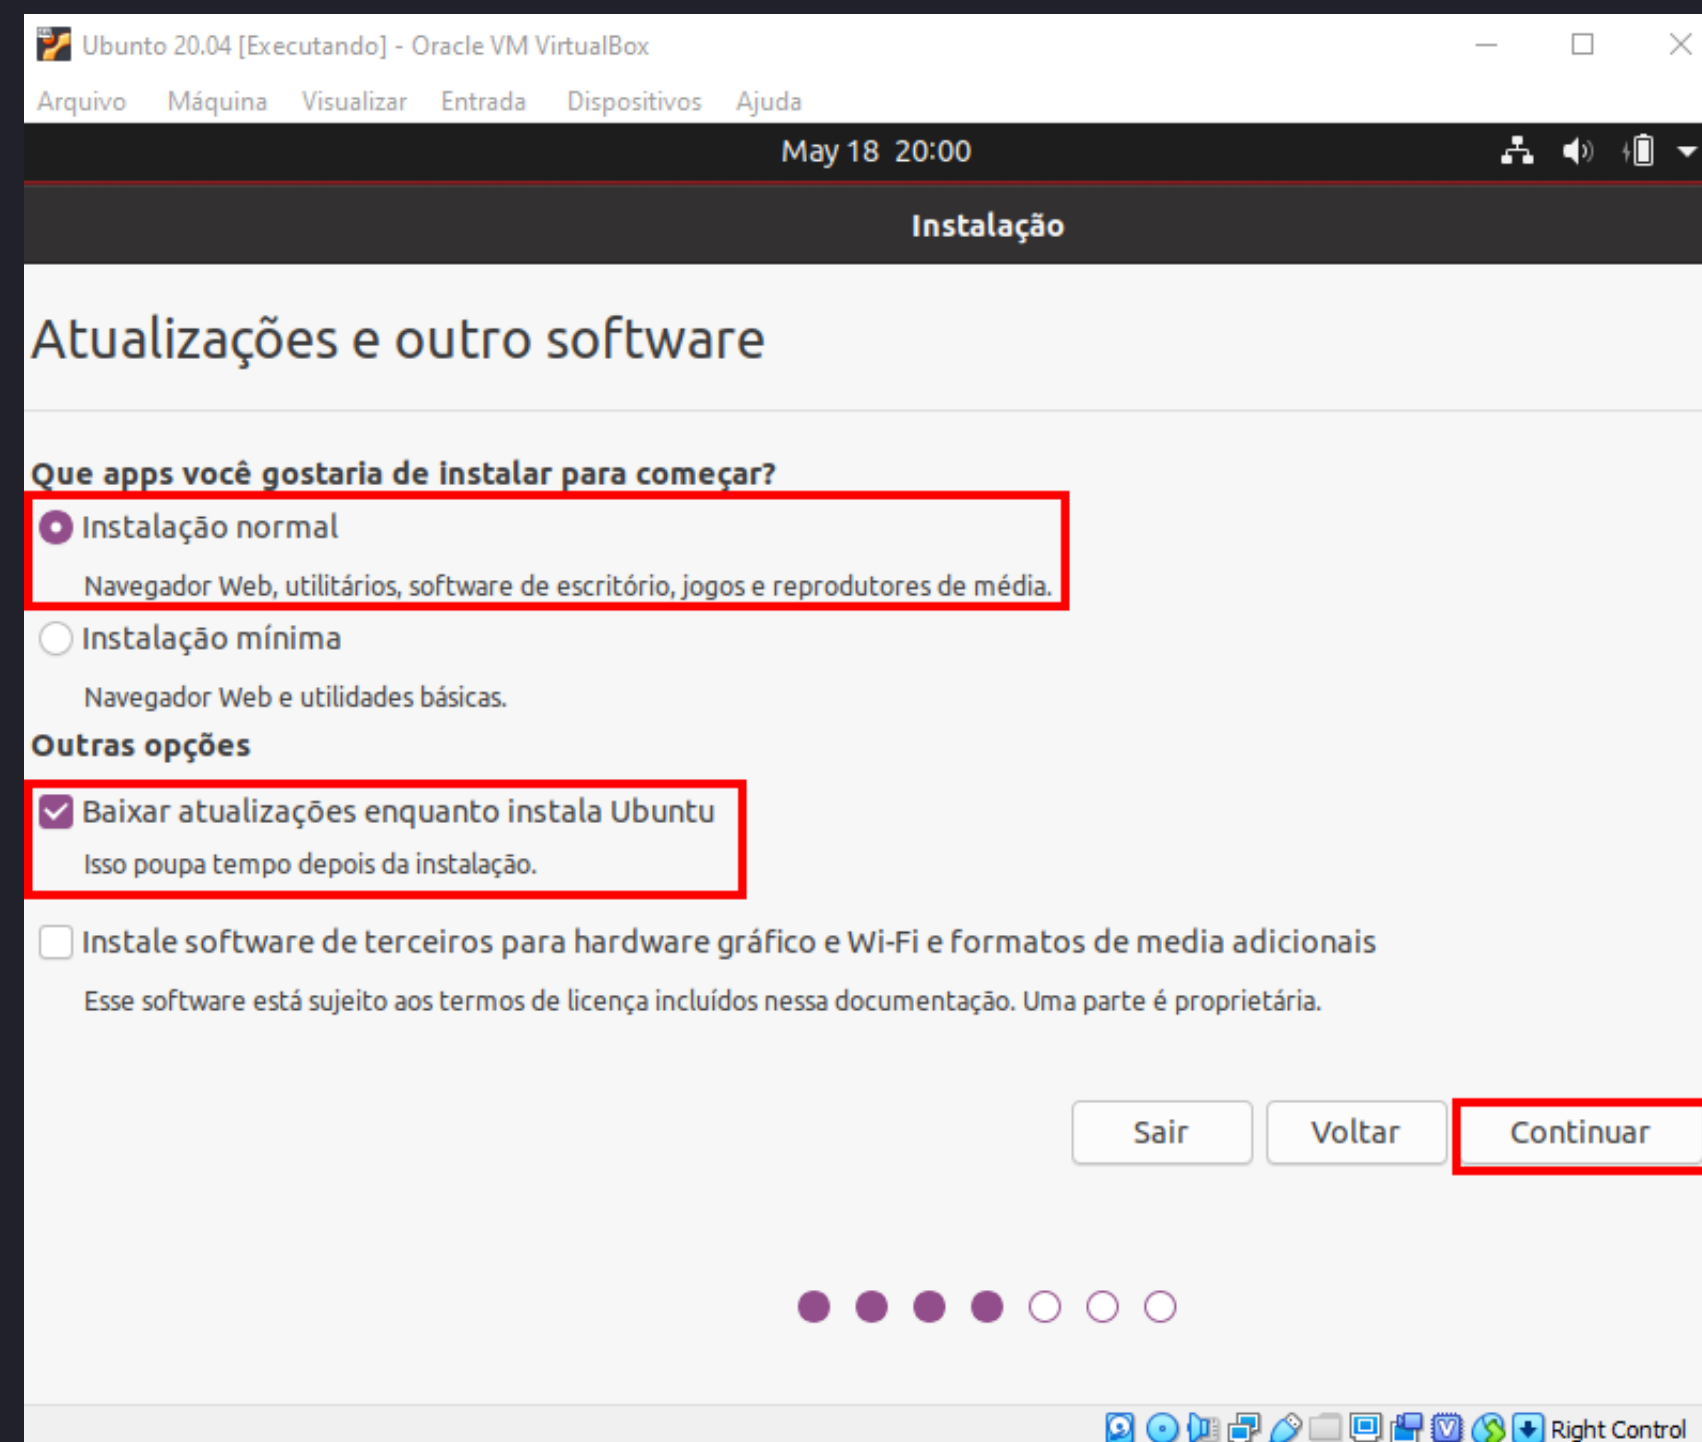 Ubunto 20.04 [Executando] - Oracle VM VirtualBox
Arquivo Máquina Visualizar Entrada Dispositivos Ajuda
May 18 20:00
Instalação
Atualizações e outro software
Que apps você gostaria de instalar para começar?
Instalação normal
Navegador Web, utilitários, software de escritório, jogos e reprodutores de média.
Instalação mínima
Navegador Web e utilidades básicas.
Outras opções
Baixar atualizações enquanto instala Ubuntu
Isso poupa tempo depois da instalação.
Instale software de terceiros para hardware gráfico e Wi-Fi e formatos de media adicionais
Esse software está sujeito aos termos de licença incluídos nessa documentação. Uma parte é proprietária.
Sair Voltar Continuar
Right Control